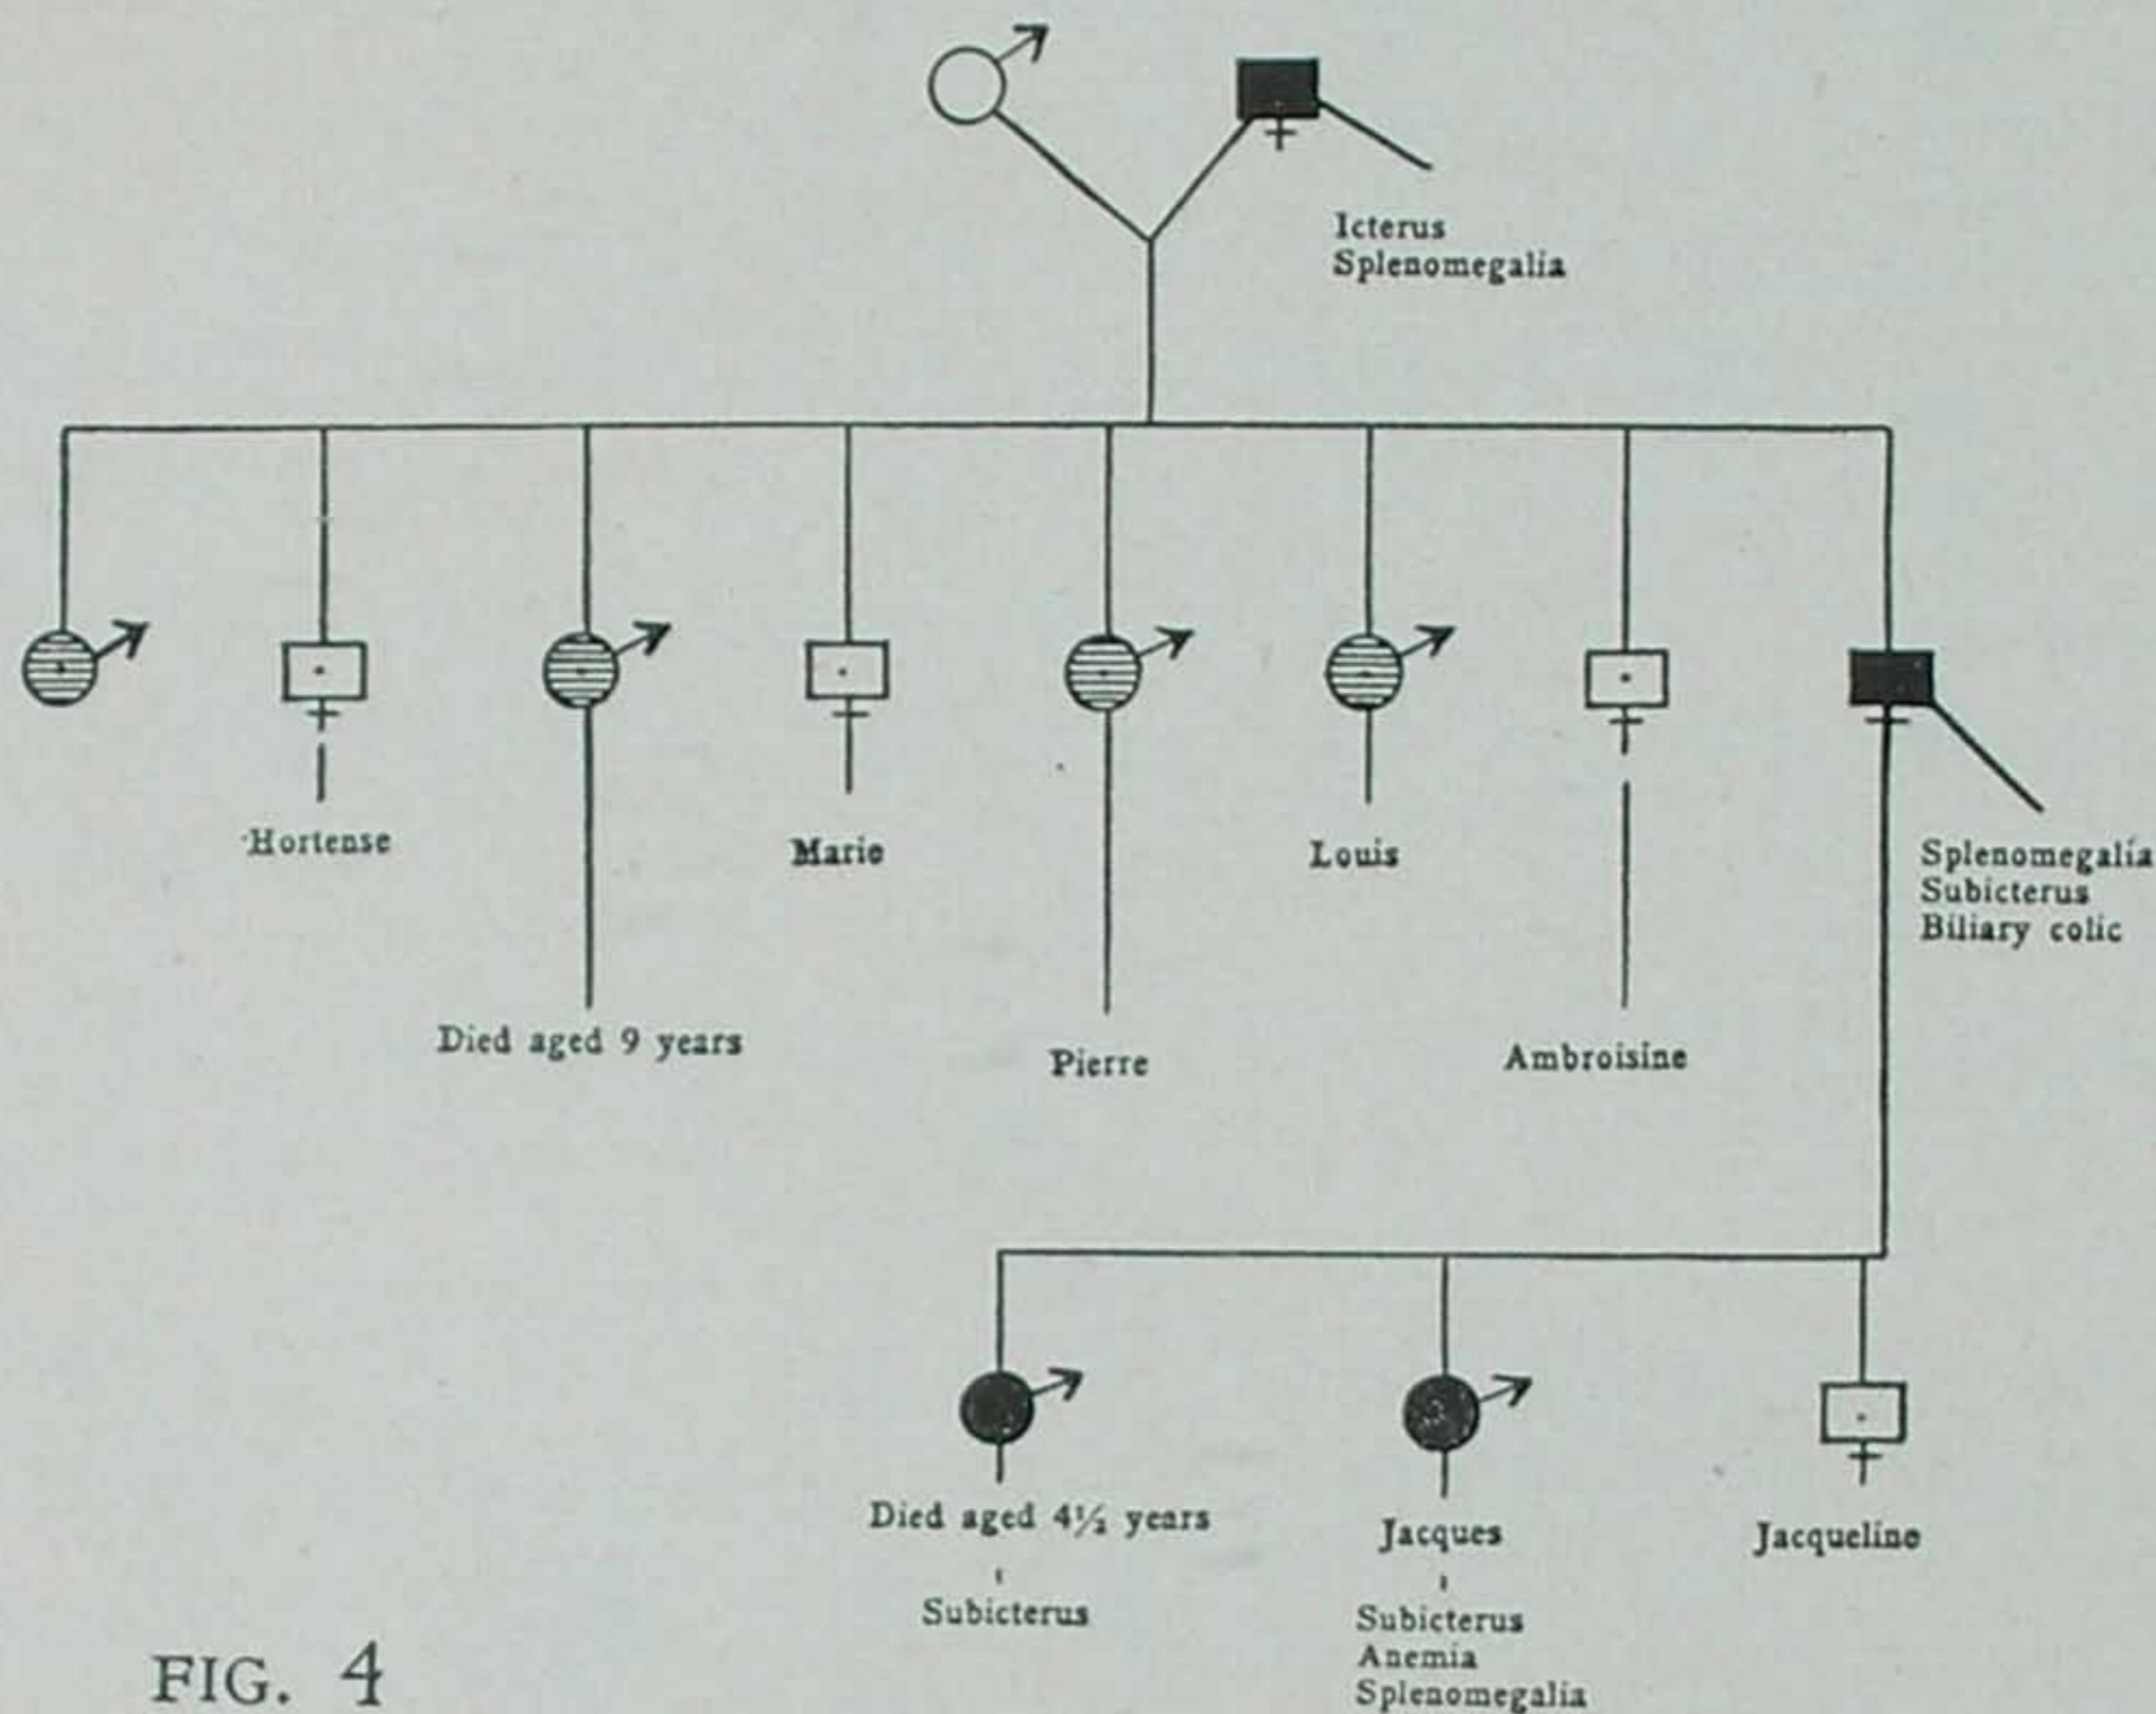 Icterus
Splenomegalia
Hortense
Marie
Louis
Splenomegalia
Subicterus
Biliary colic
Died aged 9 years
Pierre
Ambroisine
Died aged 4½ years
Subicterus
Jacques
Subicterus
Anemia
Splenomegalia
Jacqueline
FIG. 4